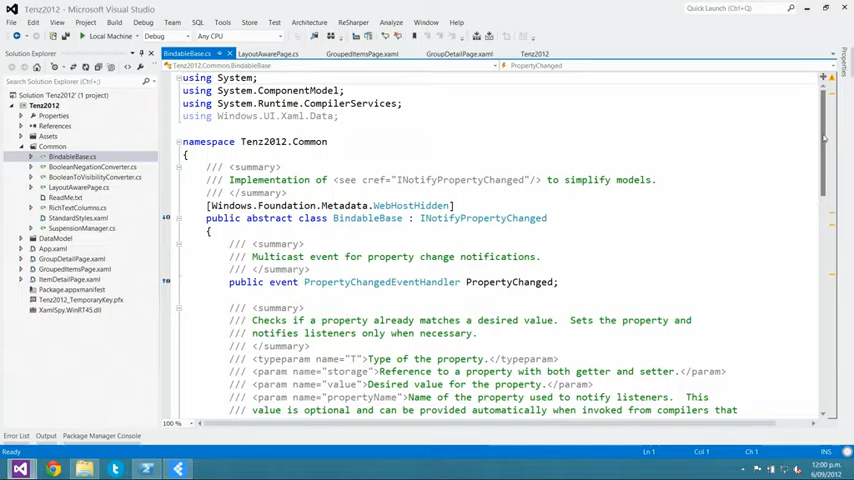 Tenz2012 - Microsoft Visual Studio
Quick Launch (Ctrl+Q)
File Edit View Project Build Debug Team SQL Tools Store Test Architecture ReSharper Analyze Window Help
Local Machine Debug Any CPU
Solution Explorer
Search Solution Explorer (Ctrl+;)
Solution 'Tenz2012' (1 project)
Tenz2012
Properties
References
Assets
Common
BindableBase.cs
BooleanNegationConverter.cs
BooleanToVisibilityConverter.cs
LayoutAwarePage.cs
ReadMe.txt
RichTextColumns.cs
StandardStyles.xaml
SuspensionManager.cs
DataModel
App.xaml
GroupDetailPage.xaml
GroupedItemsPage.xaml
ItemDetailPage.xaml
Package.appxmanifest
Tenz2012_TemporaryKey.pfx
XamlSpy.WinRT45.dll
BindableBase.cs LayoutAwarePage.cs GroupedItemsPage.xaml GroupDetailPage.xaml Tenz2012
Tenz2012.Common.BindableBase PropertyChanged
using System;
using System.ComponentModel;
using System.Runtime.CompilerServices;
using Windows.UI.Xaml.Data;
namespace Tenz2012.Common
{
/// <summary>
/// Implementation of <see cref="INotifyPropertyChanged"/> to simplify models.
/// </summary>
[Windows.Foundation.Metadata.WebHostHidden]
public abstract class BindableBase : INotifyPropertyChanged
{
/// <summary>
/// Multicast event for property change notifications.
/// </summary>
public event PropertyChangedEventHandler PropertyChanged;
/// <summary>
/// Checks if a property already matches a desired value.  Sets the property and
/// notifies listeners only when necessary.
/// </summary>
/// <typeparam name="T">Type of the property.</typeparam>
/// <param name="storage">Reference to a property with both getter and setter.</param>
/// <param name="value">Desired value for the property.</param>
/// <param name="propertyName">Name of the property used to notify listeners.  This
/// value is optional and can be provided automatically when invoked from compilers that
100 %
Properties
Error List Output Package Manager Console
Ready Ln 1 Col 1 Ch 1 INS
12:00 p.m.
6/09/2012